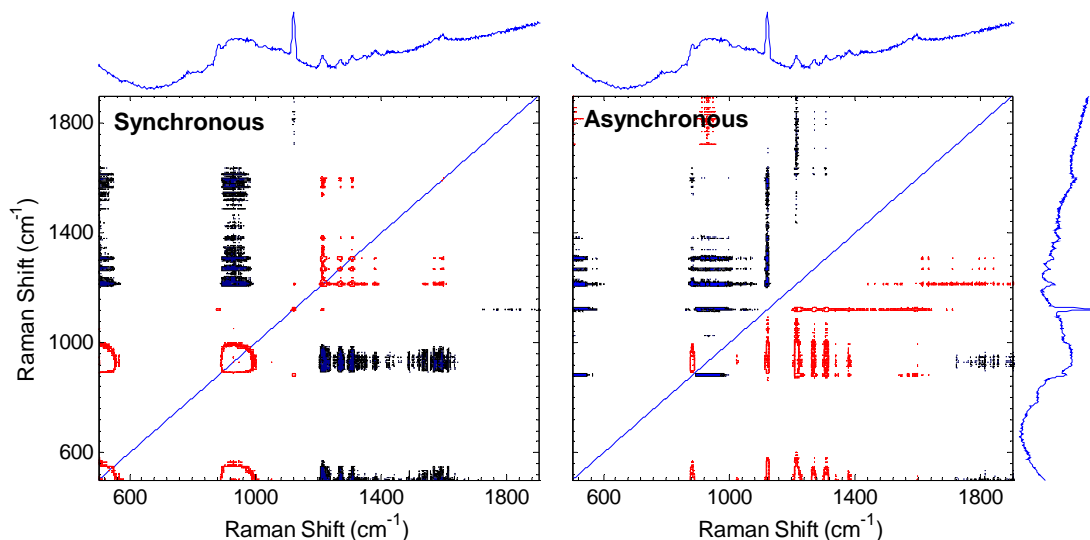 Synchronous
Asynchronous
1800
1400
1000
600
Raman Shift (cm⁻¹)
600 1000 1400 1800
600 1000 1400 1800
Raman Shift (cm⁻¹)
Raman Shift (cm⁻¹)